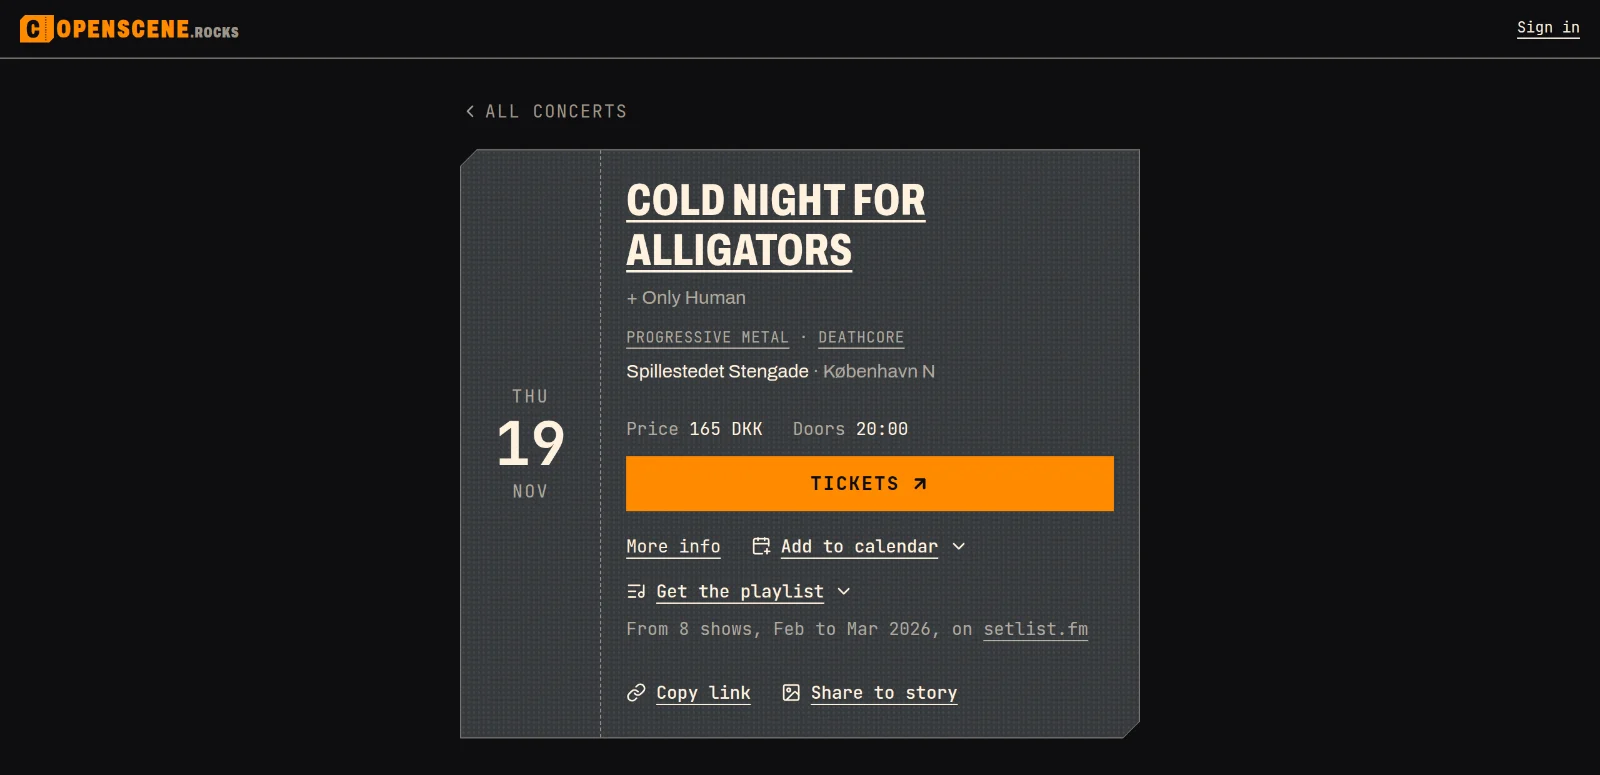 C OPENSCENE.ROCKS
Sign in
ALL CONCERTS
COLD NIGHT FOR
ALLIGATORS
+ Only Human
PROGRESSIVE METAL · DEATHCORE
Spillestedet Stengade · København N
THU
19
NOV
Price 165 DKK Doors 20:00
TICKETS
More info Add to calendar
Get the playlist
From 8 shows, Feb to Mar 2026, on setlist.fm
Copy link Share to story